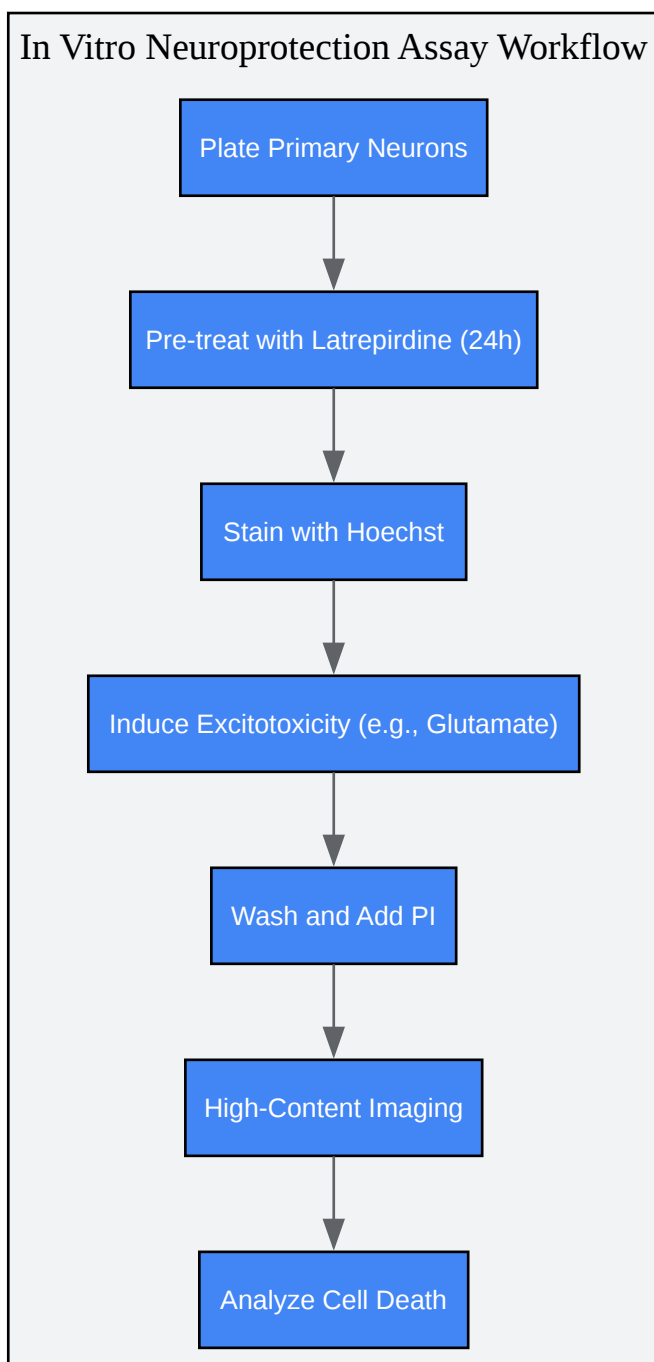 In Vitro Neuroprotection Assay Workflow
Plate Primary Neurons
Pre-treat with Latrepirdine (24h)
Stain with Hoechst
Induce Excitotoxicity (e.g., Glutamate)
Wash and Add PI
High-Content Imaging
Analyze Cell Death